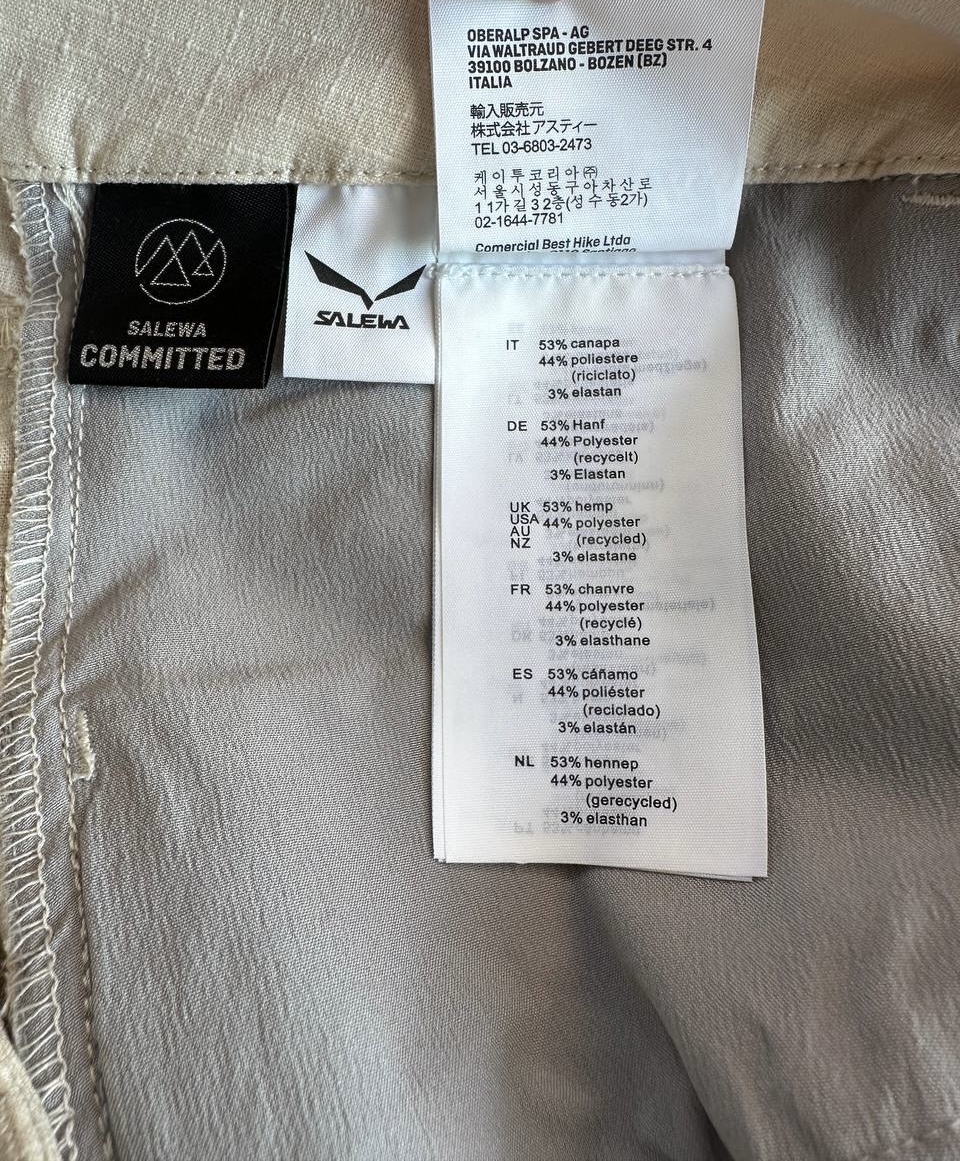 OBERALP SPA - AG
VIA WALTRAUD GEBERT DEEG STR. 4
39100 BOLZANO - BOZEN (BZ)
ITALIA
輸入販売元
株式会社アスティー
TEL 03-6803-2473
케이투코리아㈜
서울시성동구아차산로
11가길32층(성수동2가)
02-1644-7781
Comercial Best Hike Ltda
SALEWA
COMMITTED
SALEWA
IT 53% canapa
44% poliestere
(riciclato)
3% elastan
DE 53% Hanf
44% Polyester
(recycelt)
3% Elastan
UK USA AU NZ 53% hemp
44% polyester
(recycled)
3% elastane
FR 53% chanvre
44% polyester
(recyclé)
3% elasthane
ES 53% cáñamo
44% poliéster
(reciclado)
3% elastán
NL 53% hennep
44% polyester
(gerecycled)
3% elasthan